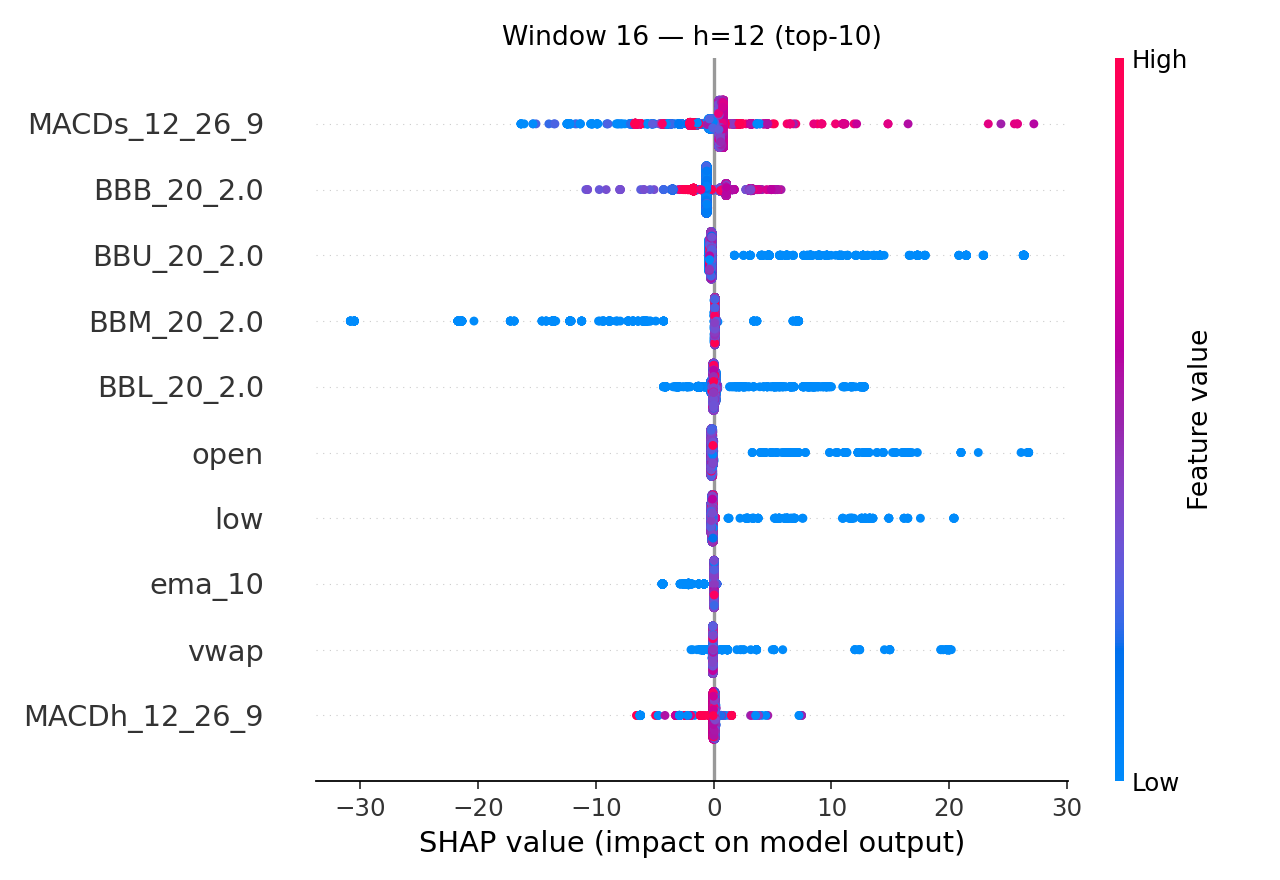 Window 16 — h=12 (top-10)
High
MACDs_12_26_9
BBB_20_2.0
BBU_20_2.0
BBM_20_2.0
BBL_20_2.0
open
low
ema_10
vwap
MACDh_12_26_9
Feature value
Low
−30 −20 −10 0 10 20 30
SHAP value (impact on model output)